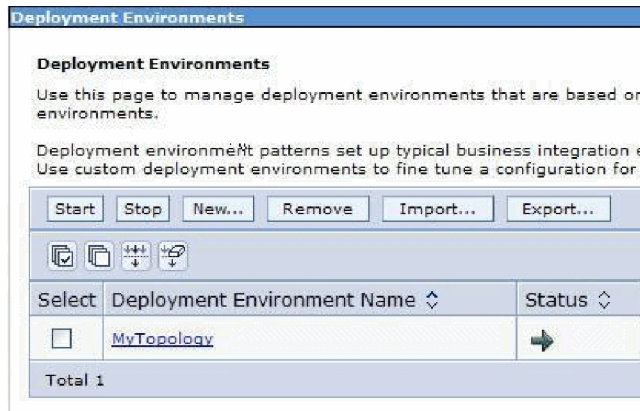 Deployment Environments
Deployment Environments
Use this page to manage deployment environments that are based or
environments.
Deployment environment patterns set up typical business integration e
Use custom deployment environments to fine tune a configuration for
Start Stop New... Remove Import... Export...
Select Deployment Environment Name Status
MyTopology
Total 1